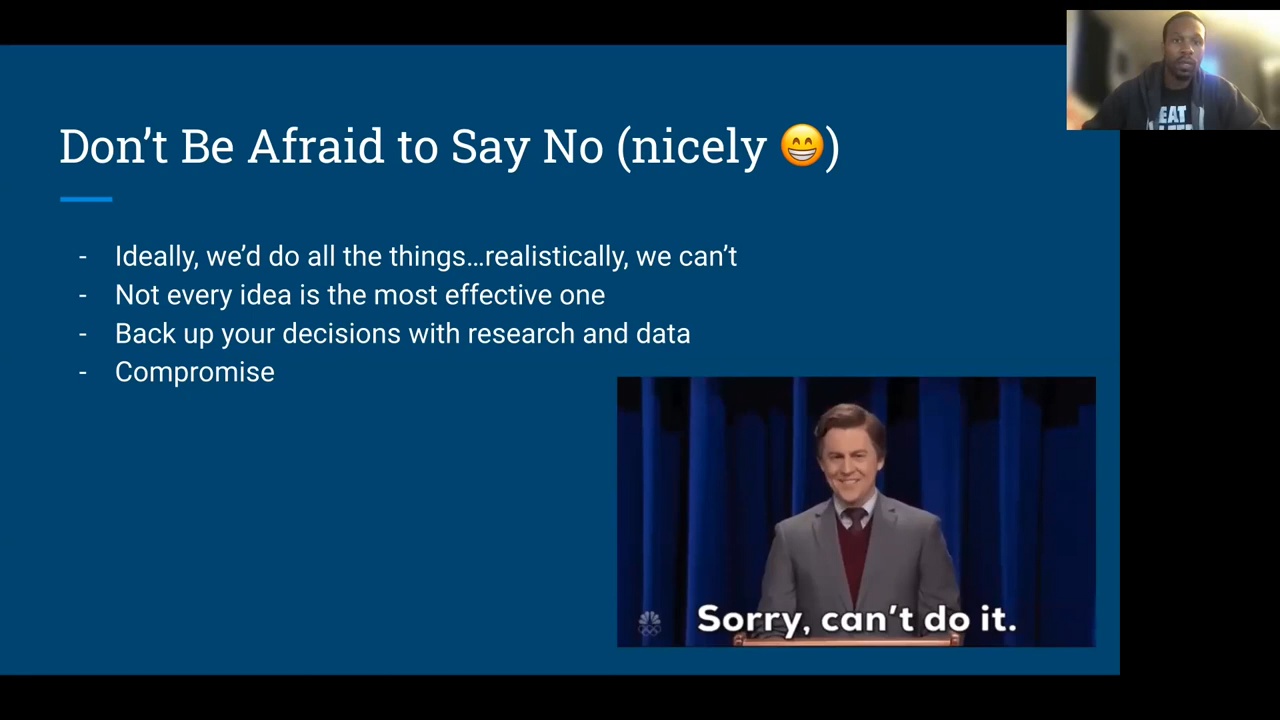 Don’t Be Afraid to Say No (nicely 😁)
- Ideally, we’d do all the things…realistically, we can’t
- Not every idea is the most effective one
- Back up your decisions with research and data
- Compromise
Sorry, can’t do it.
EAT